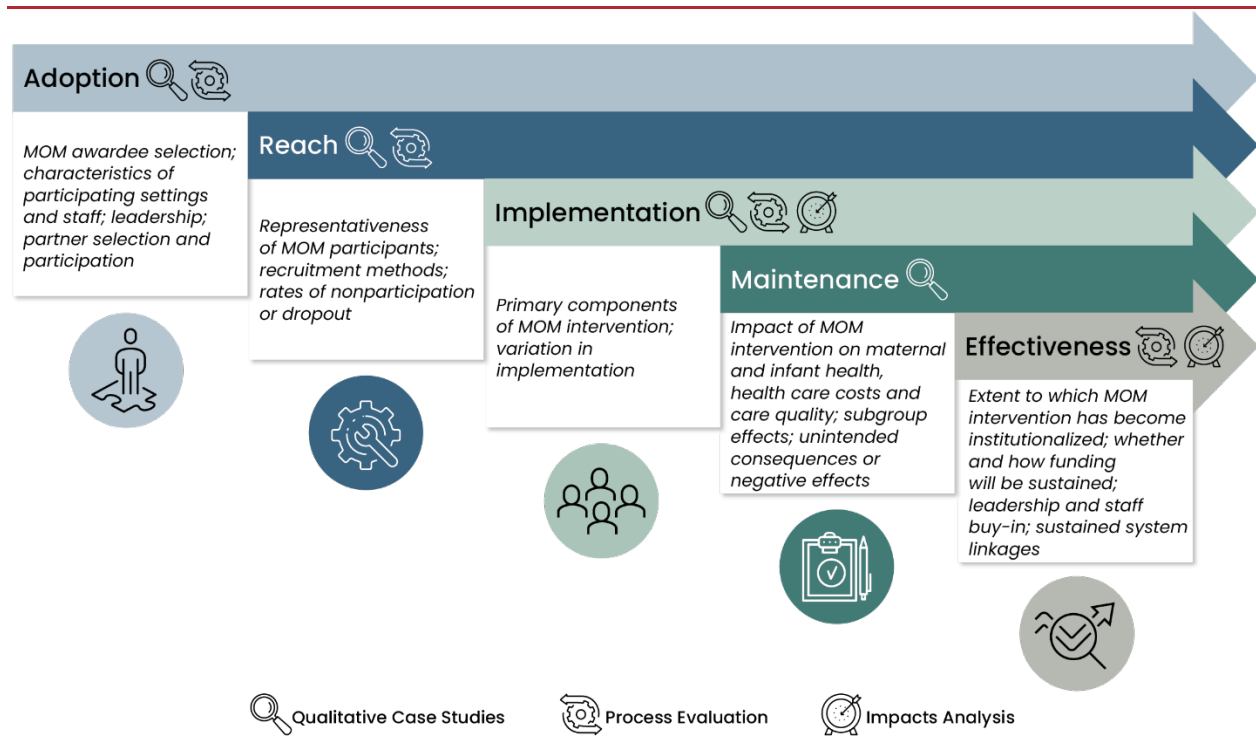 Adoption
MOM awardee selection;
characteristics of
participating settings
and staff; leadership;
partner selection and
participation
Reach
Representativeness
of MOM participants;
recruitment methods;
rates of nonparticipation
or dropout
Implementation
Primary components
of MOM intervention;
variation in
implementation
Maintenance
Impact of MOM
intervention on maternal
and infant health,
health care costs and
care quality; subgroup
effects; unintended
consequences or
negative effects
Effectiveness
Extent to which MOM
intervention has become
institutionalized; whether
and how funding
will be sustained;
leadership and staff
buy-in; sustained system
linkages
Qualitative Case Studies
Process Evaluation
Impacts Analysis